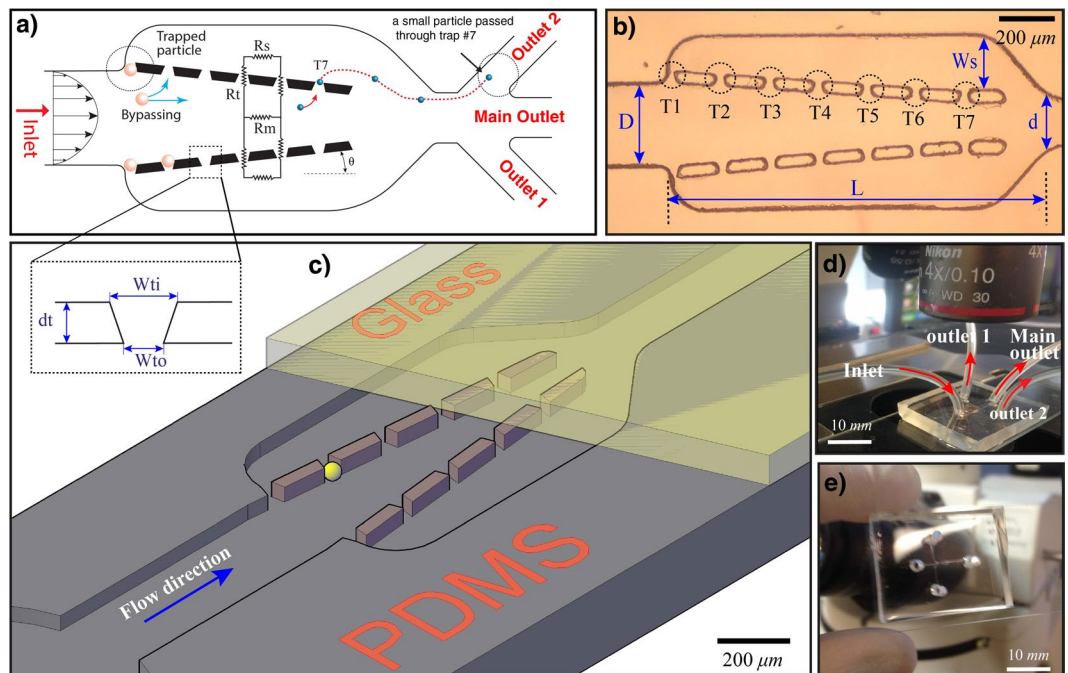 a)
Trapped
particle
Bypassing
Inlet
Rs
Rt
Rm
T7
θ
a small particle passed
through trap #7
Outlet 2
Main Outlet
Outlet 1
b)
200 µm
Ws
T1
T2
T3
T4
T5
T6
T7
D
d
L
Wti
dt
Wto
c)
Glass
PDMS
Flow direction
200 µm
d)
Nikon
4X
4X/0.10
WD 30
outlet 1
Main
outlet
Inlet
outlet 2
10 mm
e)
10 mm